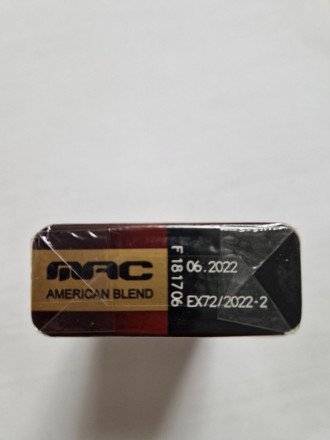 MAC
AMERICAN BLEND
F 181706
06.2022
EX72/2022-2